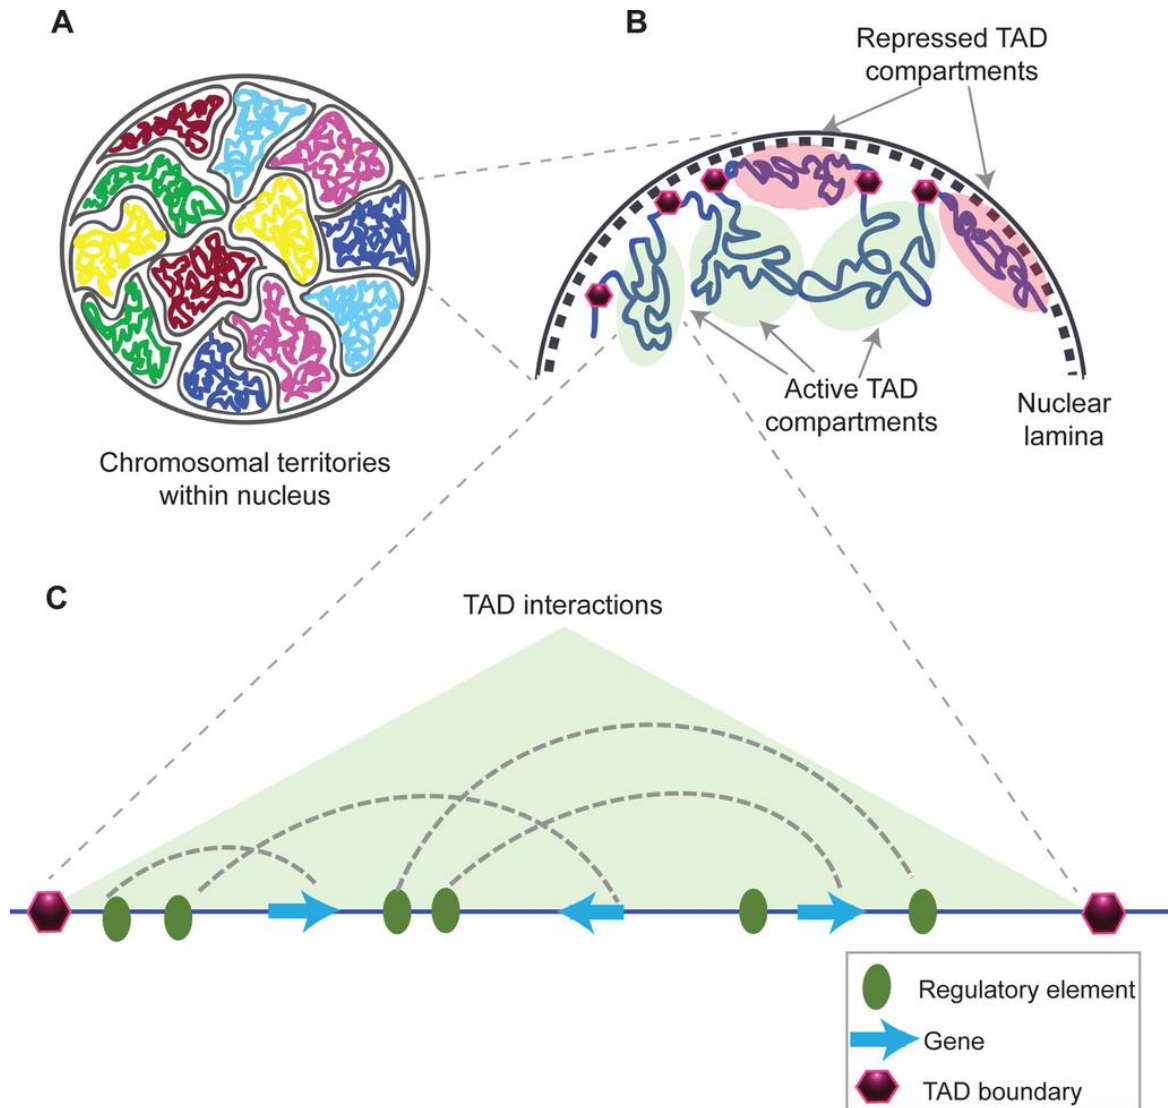 A
B
Repressed TAD
compartments
Active TAD
compartments
Nuclear
lamina
Chromosomal territories
within nucleus
C
TAD interactions
Regulatory element
Gene
TAD boundary